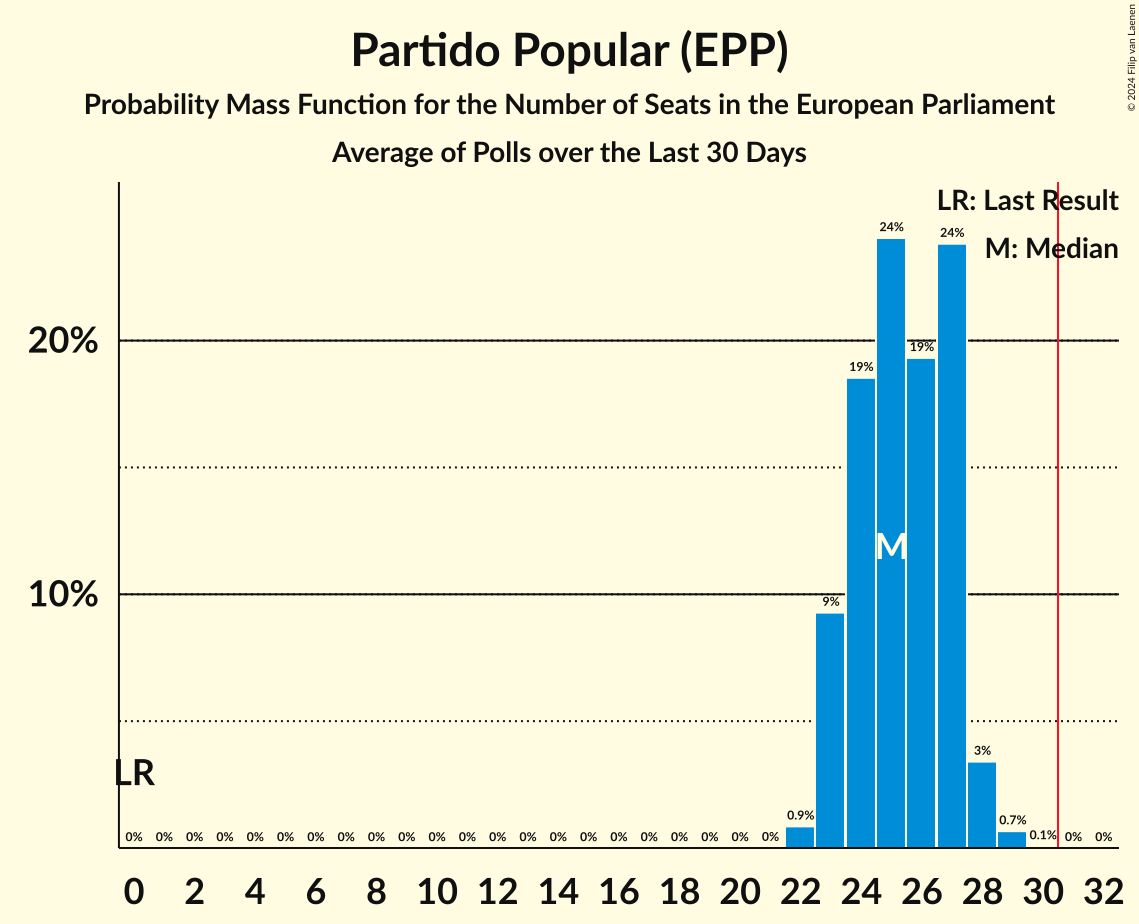 Partido Popular (EPP)
Probability Mass Function for the Number of Seats in the European Parliament
Average of Polls over the Last 30 Days
© 2024 Filip van Laenen
LR: Last Result
M: Median
24% 24%
20%
19% 19%
M
10%
9%
LR
3%
0% 0% 0% 0% 0% 0% 0% 0% 0% 0% 0% 0% 0% 0% 0% 0% 0% 0% 0% 0% 0% 0% 0.9% 0.7% 0.1% 0% 0%
0 2 4 6 8 10 12 14 16 18 20 22 24 26 28 30 32